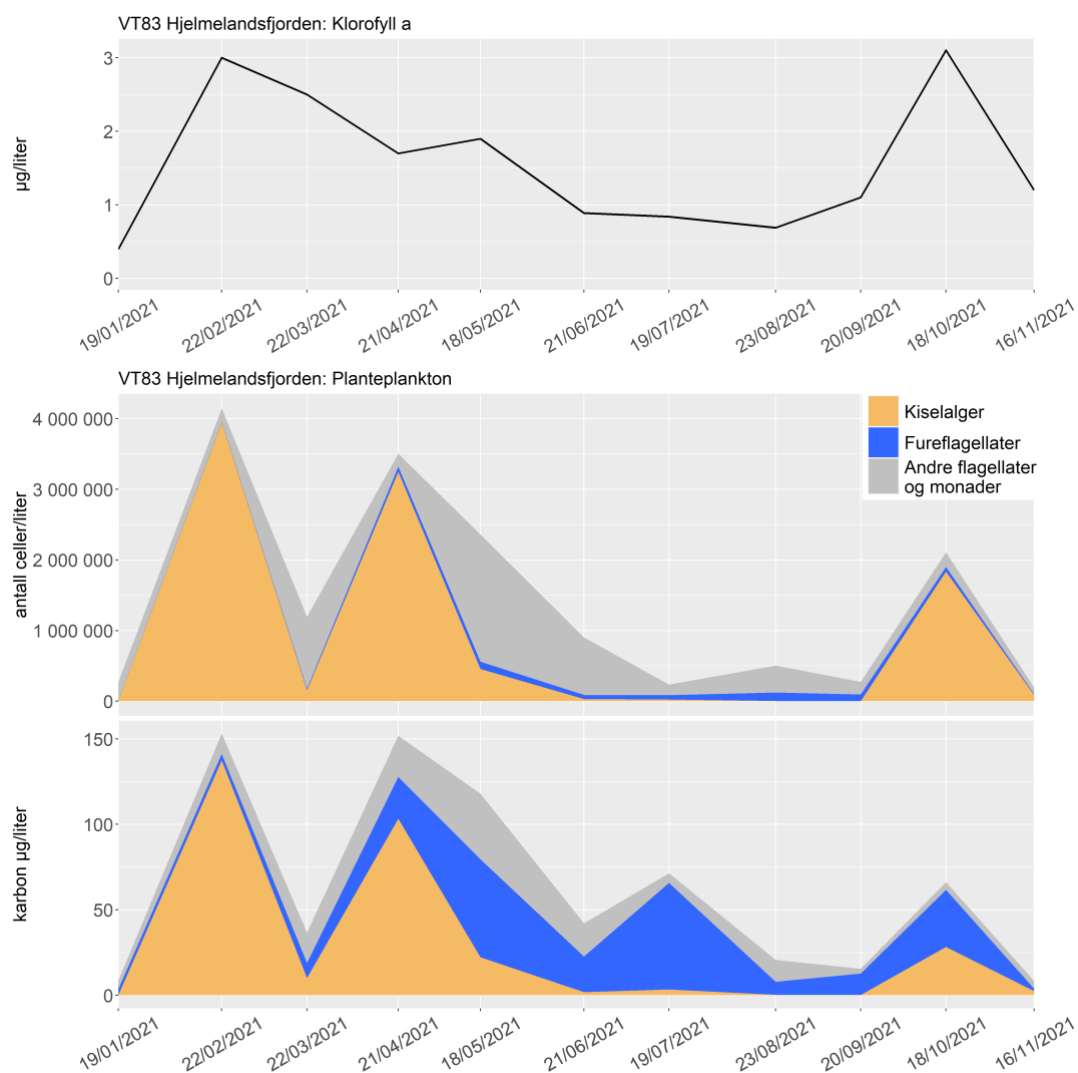 VT83 Hjelmelandsfjorden: Klorofyll a
µg/liter
3
2
1
0
19/01/2021
22/02/2021
22/03/2021
21/04/2021
18/05/2021
21/06/2021
19/07/2021
23/08/2021
20/09/2021
18/10/2021
16/11/2021
VT83 Hjelmelandsfjorden: Planteplankton
antall celler/liter
4 000 000
3 000 000
2 000 000
1 000 000
0
Kiselalger
Fureflagellater
Andre flagellater
og monader
karbon µg/liter
150
100
50
0
19/01/2021
22/02/2021
22/03/2021
21/04/2021
18/05/2021
21/06/2021
19/07/2021
23/08/2021
20/09/2021
18/10/2021
16/11/2021